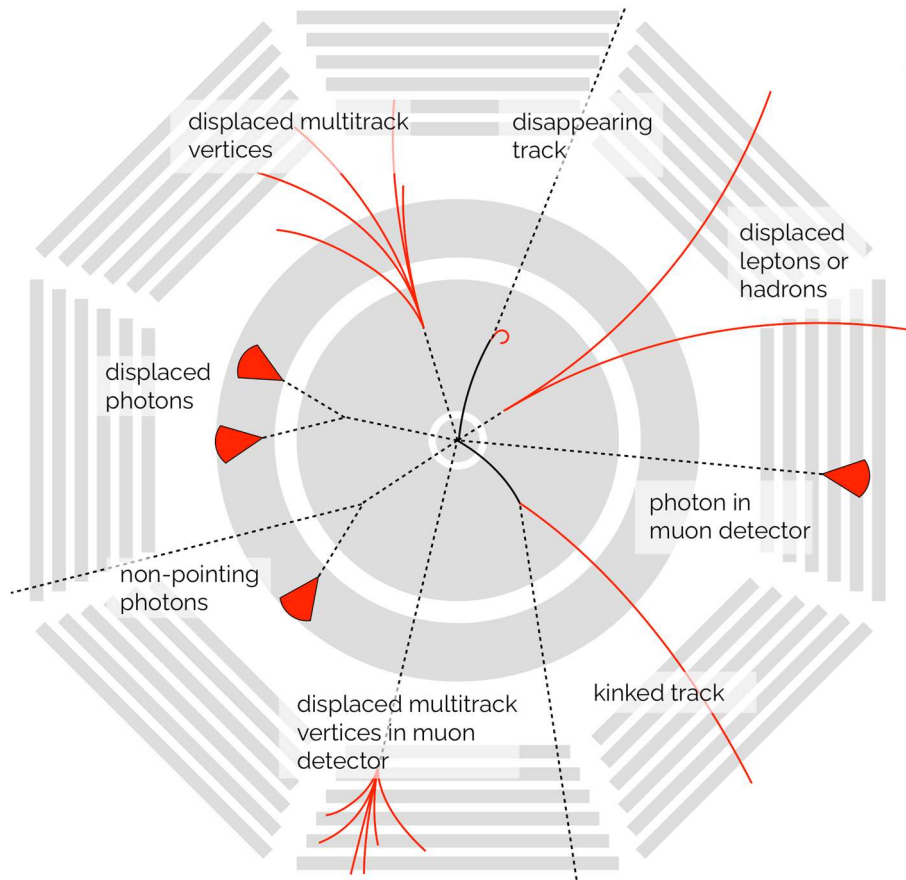 displaced multitrack
vertices
disappearing
track
displaced
leptons or
hadrons
displaced
photons
photon in
muon detector
non-pointing
photons
kinked track
displaced multitrack
vertices in muon
detector